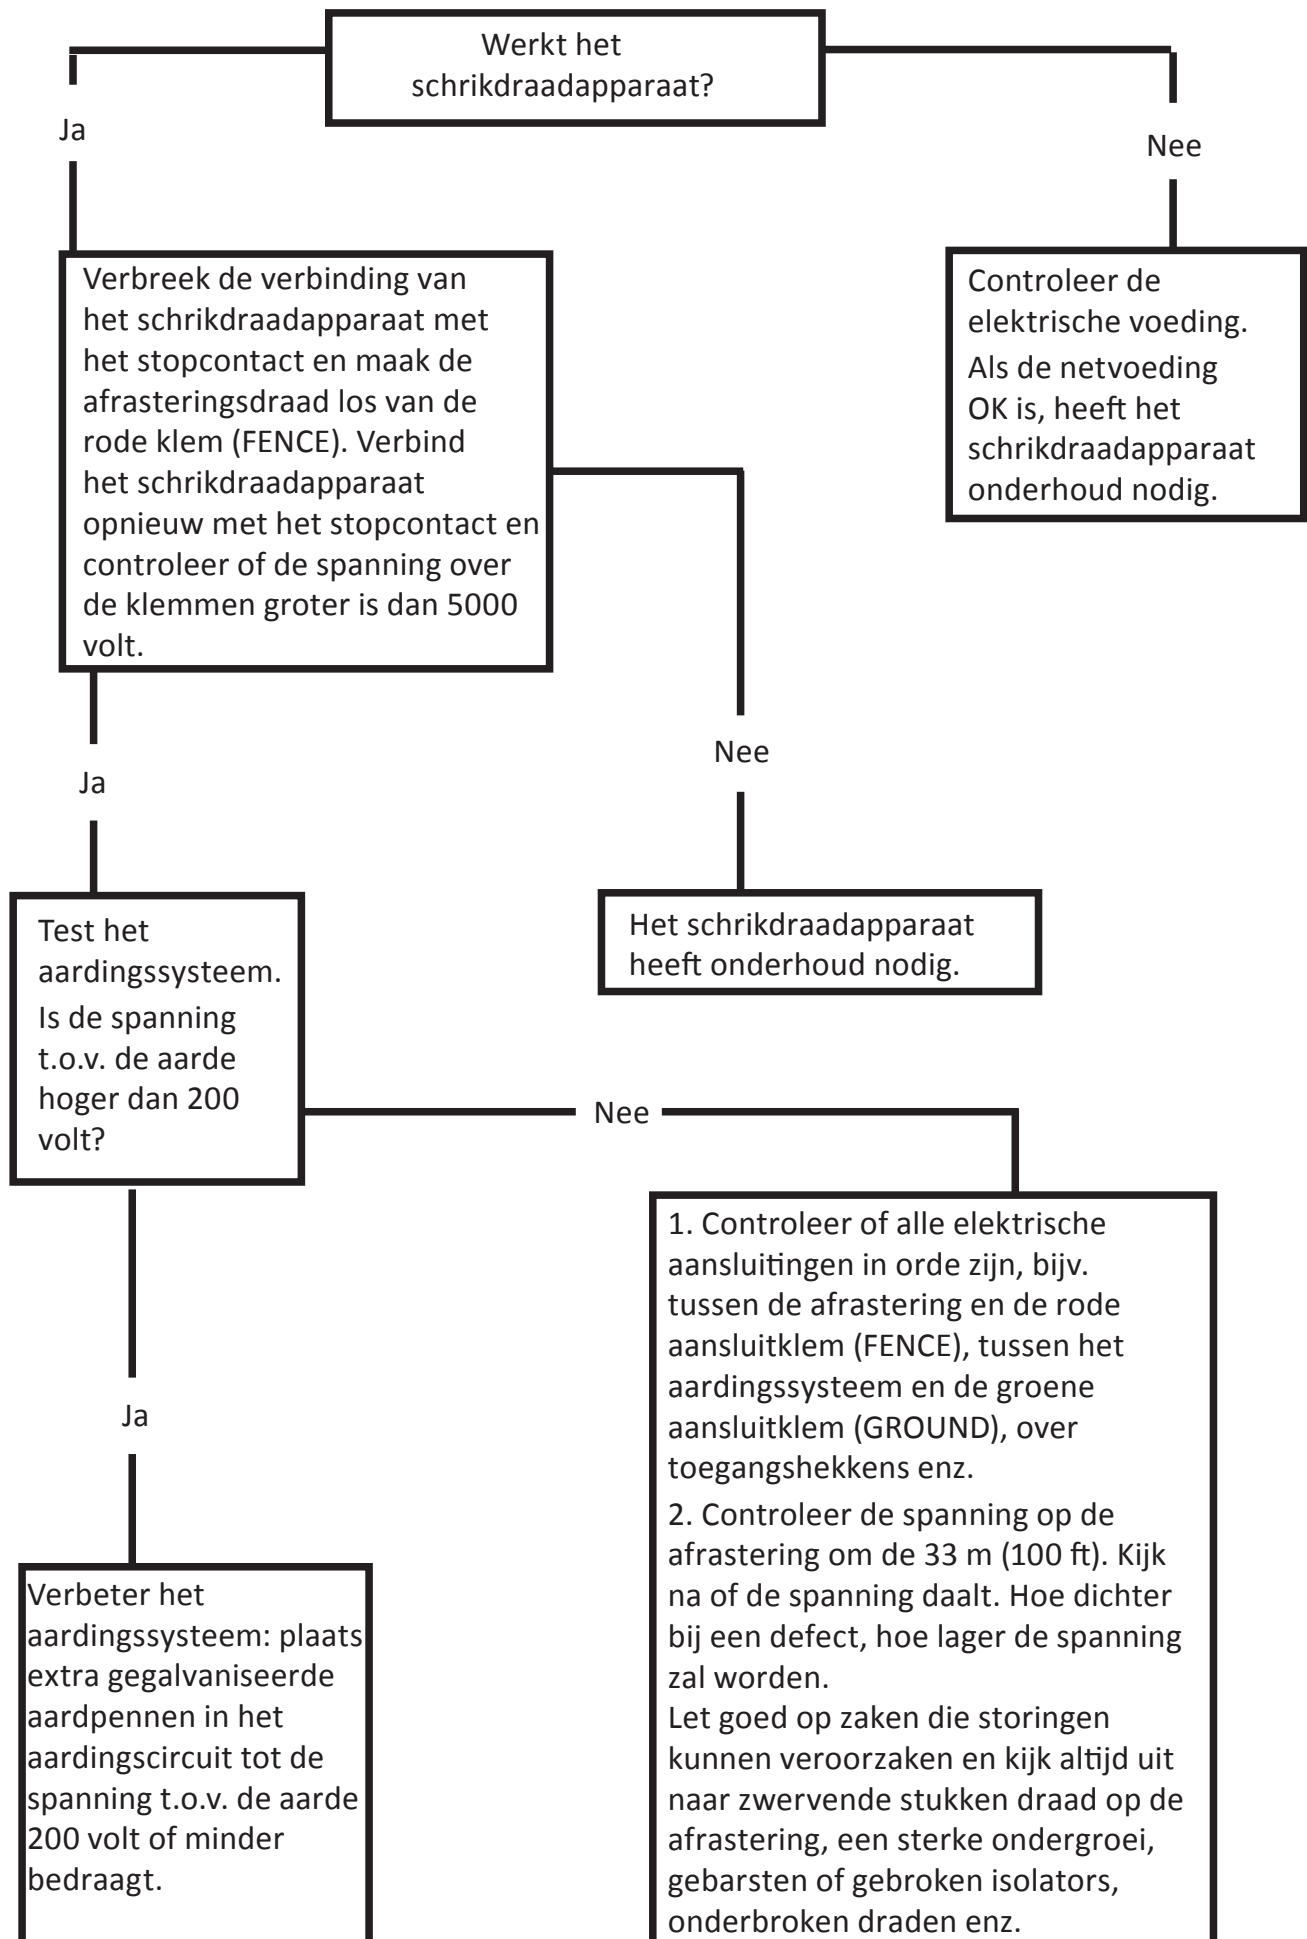 Werkt het
schrikdraadapparaat?
Ja
Nee
Verbreek de verbinding van
het schrikdraadapparaat met
het stopcontact en maak de
afrasteringsdraad los van de
rode klem (FENCE). Verbind
het schrikdraadapparaat
opnieuw met het stopcontact en
controleer of de spanning over
de klemmen groter is dan 5000
volt.
Controleer de
elektrische voeding.
Als de netvoeding
OK is, heeft het
schrikdraadapparaat
onderhoud nodig.
Ja
Nee
Test het
aardingssysteem.
Is de spanning
t.o.v. de aarde
hoger dan 200
volt?
Het schrikdraadapparaat
heeft onderhoud nodig.
Nee
Ja
1. Controleer of alle elektrische
aansluitingen in orde zijn, bijv.
tussen de afrastering en de rode
aansluitklem (FENCE), tussen het
aardingssysteem en de groene
aansluitklem (GROUND), over
toegangshekkens enz.
2. Controleer de spanning op de
afrastering om de 33 m (100 ft). Kijk
na of de spanning daalt. Hoe dichter
bij een defect, hoe lager de spanning
zal worden.
Let goed op zaken die storingen
kunnen veroorzaken en kijk altijd uit
naar zwervende stukken draad op de
afrastering, een sterke ondergroei,
gebarsten of gebroken isolators,
onderbroken draden enz.
Verbeter het
aardingssysteem: plaats
extra gegalvaniseerde
aardpennen in het
aardingscircuit tot de
spanning t.o.v. de aarde
200 volt of minder
bedraagt.